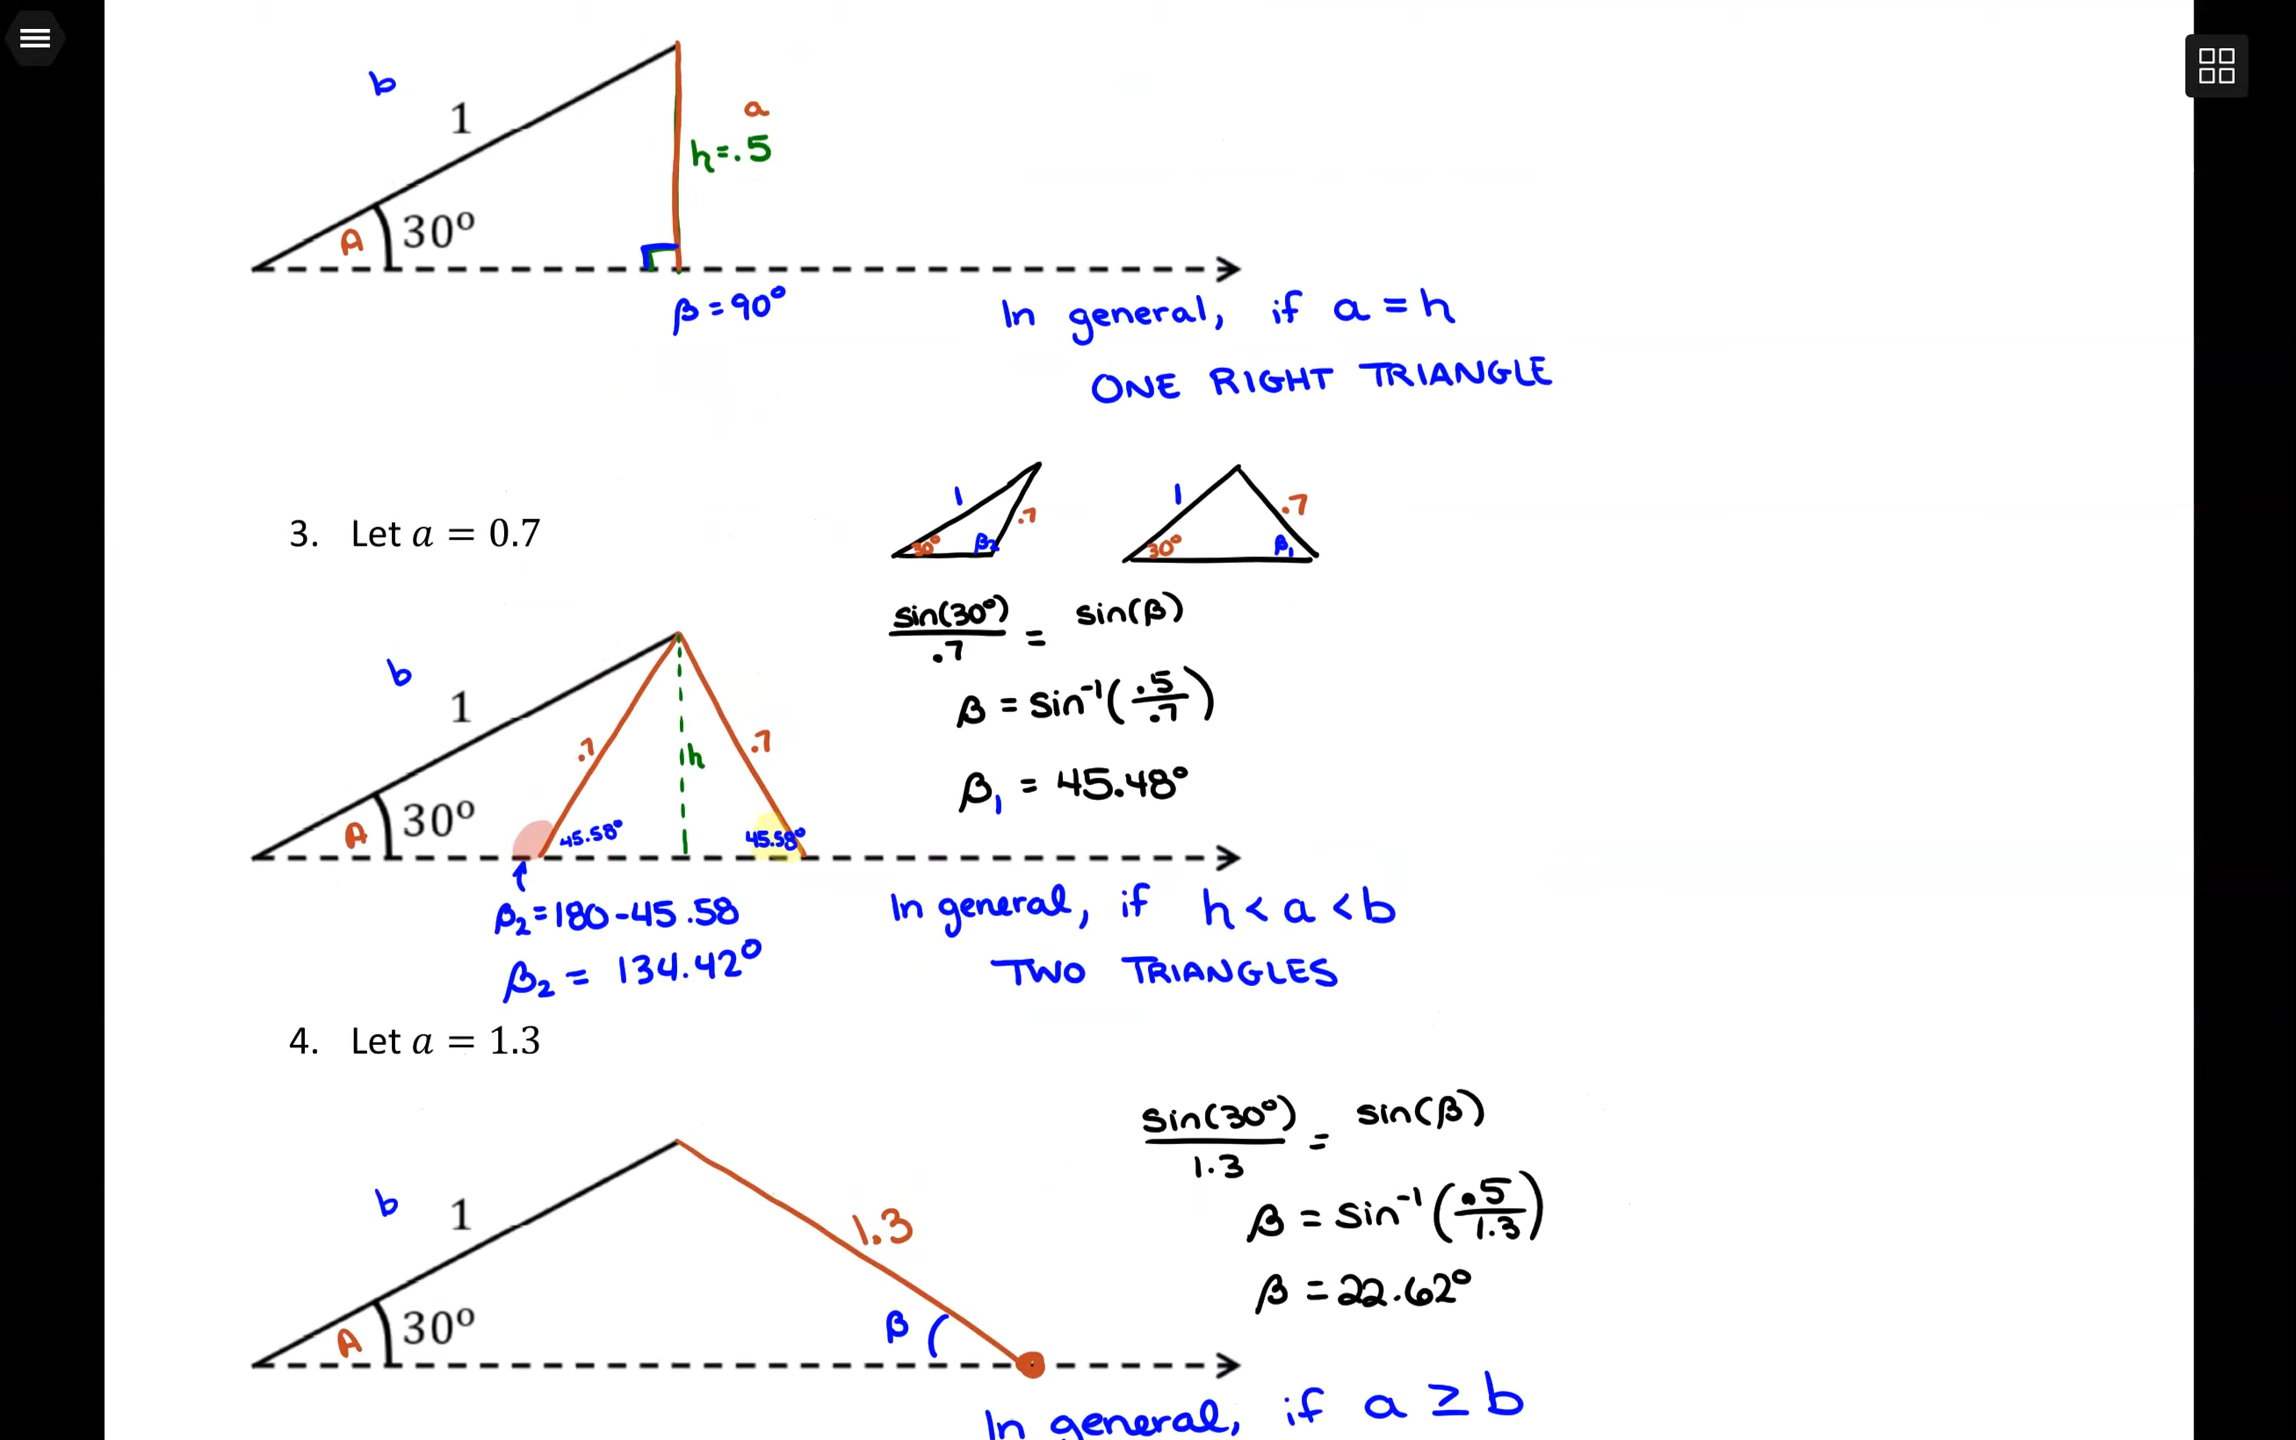 b
1
a
h=.5
A
30º
β=90°
In general, if a=h
ONE RIGHT TRIANGLE
3. Let a = 0.7
1
.7
30°
β₂
1
.7
30°
β₁
sin(30°)/.7 = sin(β)
β = sin⁻¹(.5/.7)
β₁ = 45.48°
b
1
.7
h
.7
A
30º
45.58°
45.58°
β₂=180-45.58
β₂ = 134.42°
In general, if h<a<b
TWO TRIANGLES
4. Let a = 1.3
sin(30°)/1.3 = sin(β)
β = sin⁻¹(.5/1.3)
β = 22.62°
b
1
1.3
A
30º
β
In general, if a ≥ b